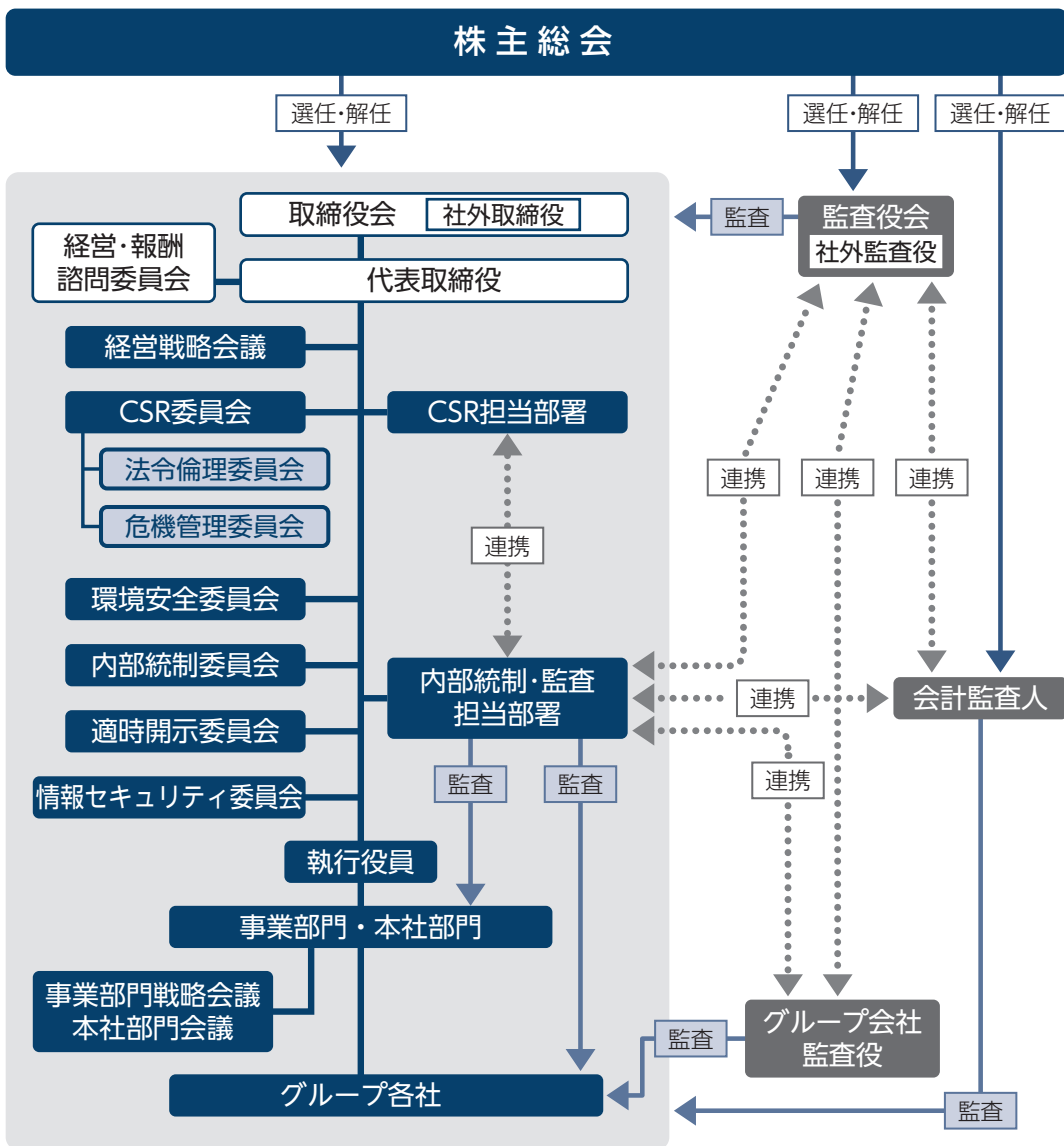 株主総会
選任・解任
選任・解任
選任・解任
取締役会
社外取締役
監査
監査役会
社外監査役
経営・報酬
諮問委員会
代表取締役
経営戦略会議
CSR委員会
CSR担当部署
法令倫理委員会
危機管理委員会
連携
連携
連携
連携
環境安全委員会
内部統制委員会
内部統制・監査
担当部署
連携
会計監査人
適時開示委員会
情報セキュリティ委員会
監査
監査
連携
執行役員
事業部門・本社部門
事業部門戦略会議
本社部門会議
監査
グループ会社
監査役
グループ各社
監査